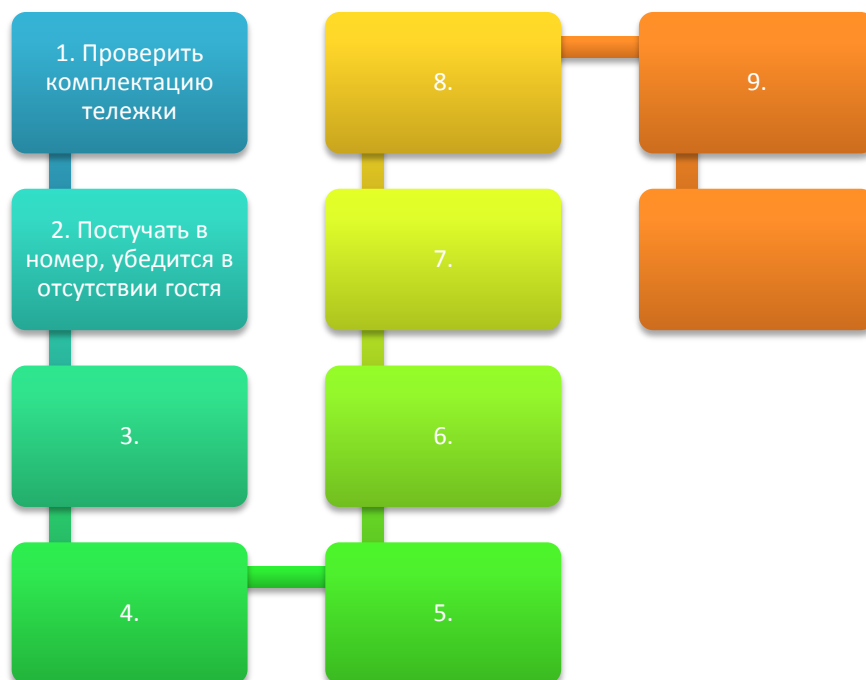 1. Проверить
комплектацию
тележки
2. Постучать в
номер, убедится в
отсутствии гостя
3.
4.
5.
6.
7.
8.
9.